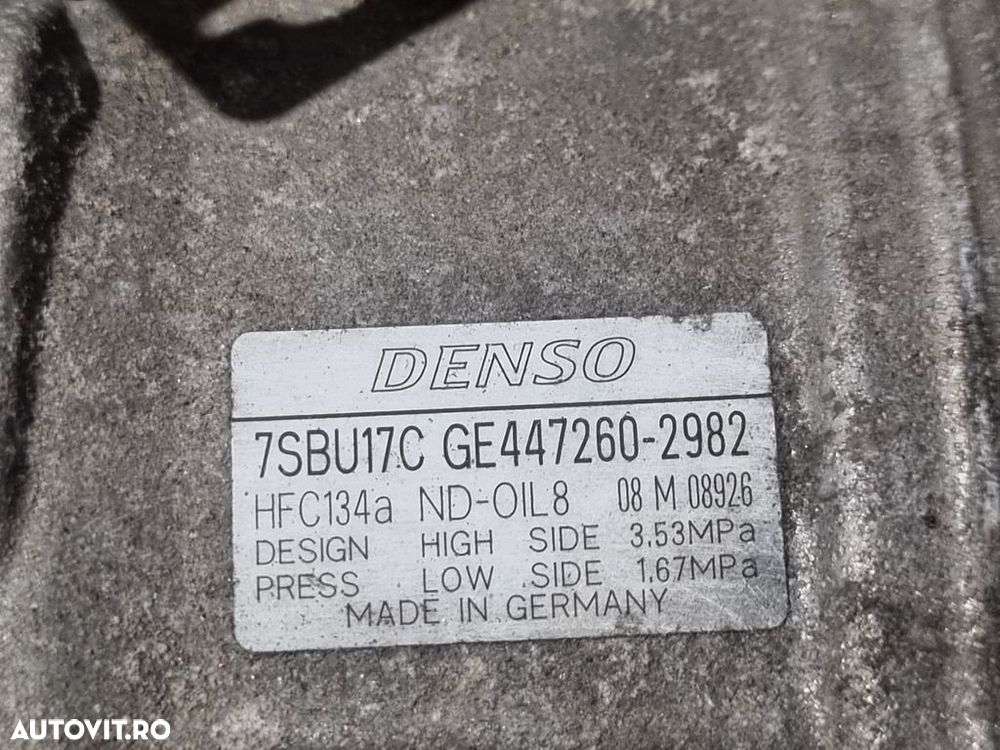 DENSO
7SBU17C GE447260-2982
HFC134a ND-OIL8 08 M 08926
DESIGN HIGH SIDE 3.53MPa
PRESS LOW SIDE 1.67MPa
MADE IN GERMANY
AUTOVIT.RO